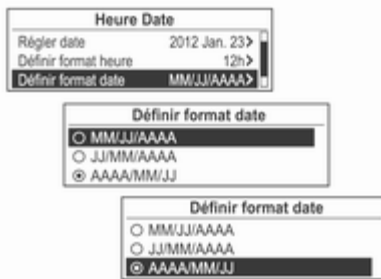 Heure Date
Régler date 2012 Jan. 23>
Définir format heure 12h>
Définir format date MM/JJ/AAAA>
Définir format date
MM/JJ/AAAA
JJ/MM/AAAA
AAAA/MM/JJ
Définir format date
MM/JJ/AAAA
JJ/MM/AAAA
AAAA/MM/JJ